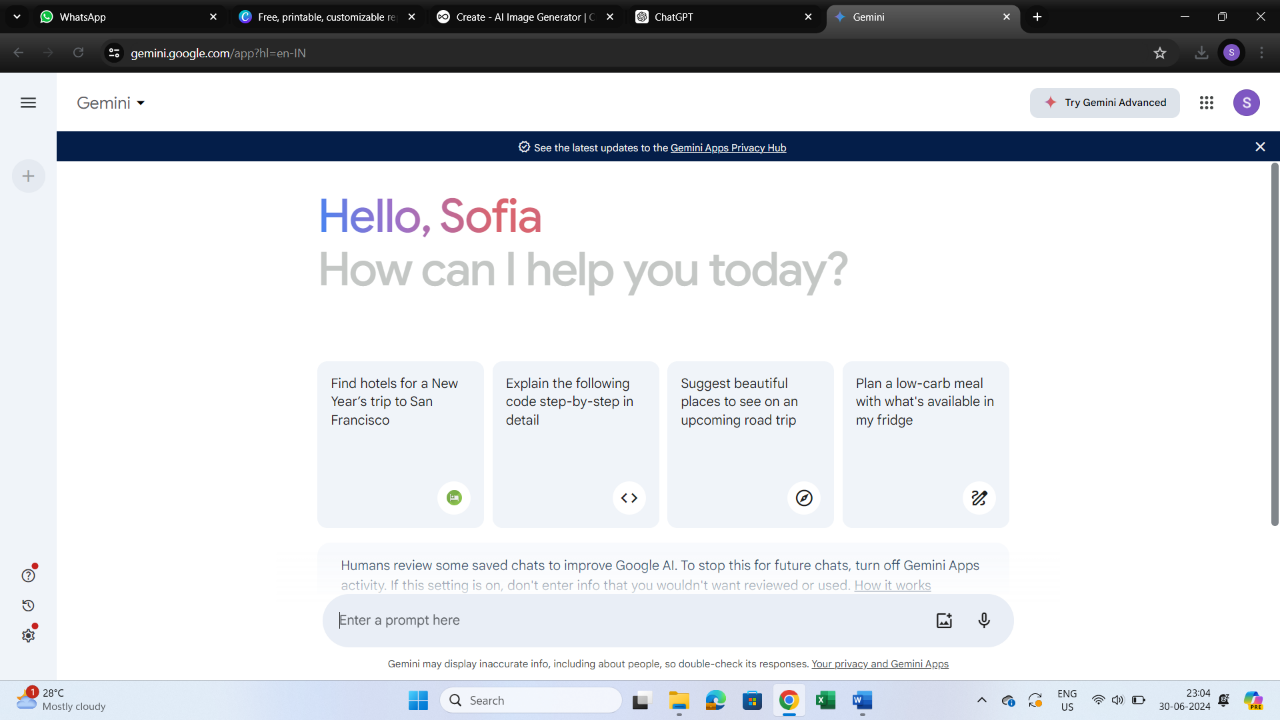 WhatsApp
Free, printable, customizable re
Create - AI Image Generator | C
ChatGPT
Gemini
gemini.google.com/app?hl=en-IN
S
Gemini
Try Gemini Advanced
S
See the latest updates to the Gemini Apps Privacy Hub
Hello, Sofia
How can I help you today?
Find hotels for a New
Year's trip to San
Francisco
Explain the following
code step-by-step in
detail
Suggest beautiful
places to see on an
upcoming road trip
Plan a low-carb meal
with what's available in
my fridge
Humans review some saved chats to improve Google AI. To stop this for future chats, turn off Gemini Apps
activity. If this setting is on, don't enter info that you wouldn't want reviewed or used. How it works
Enter a prompt here
Gemini may display inaccurate info, including about people, so double-check its responses. Your privacy and Gemini Apps
1
28°C
Mostly cloudy
Search
ENG
US
23:04
30-06-2024
PRE